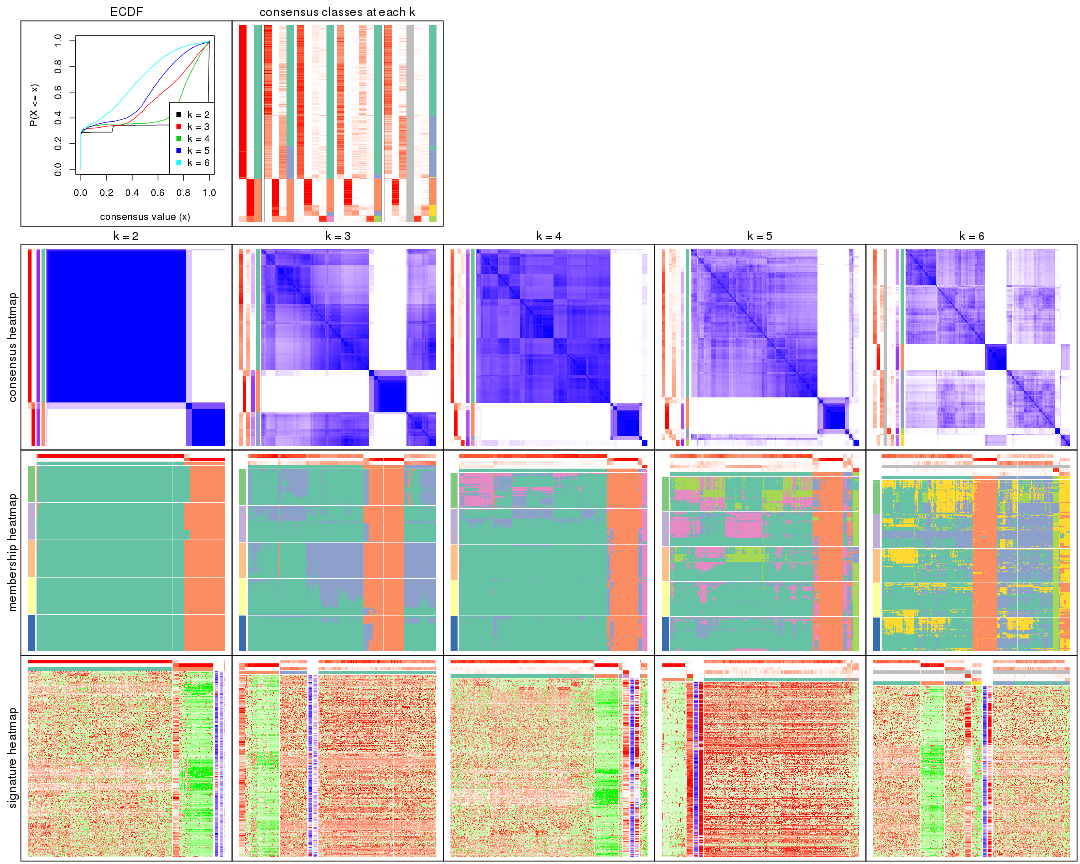 ECDF
consensus classes at each k
P(X <= x)
0.0 0.2 0.4 0.6 0.8 1.0
k = 2
k = 3
k = 4
k = 5
k = 6
0.0 0.2 0.4 0.6 0.8 1.0
consensus value (x)
k = 2
k = 3
k = 4
k = 5
k = 6
consensus heatmap
membership heatmap
signature heatmap